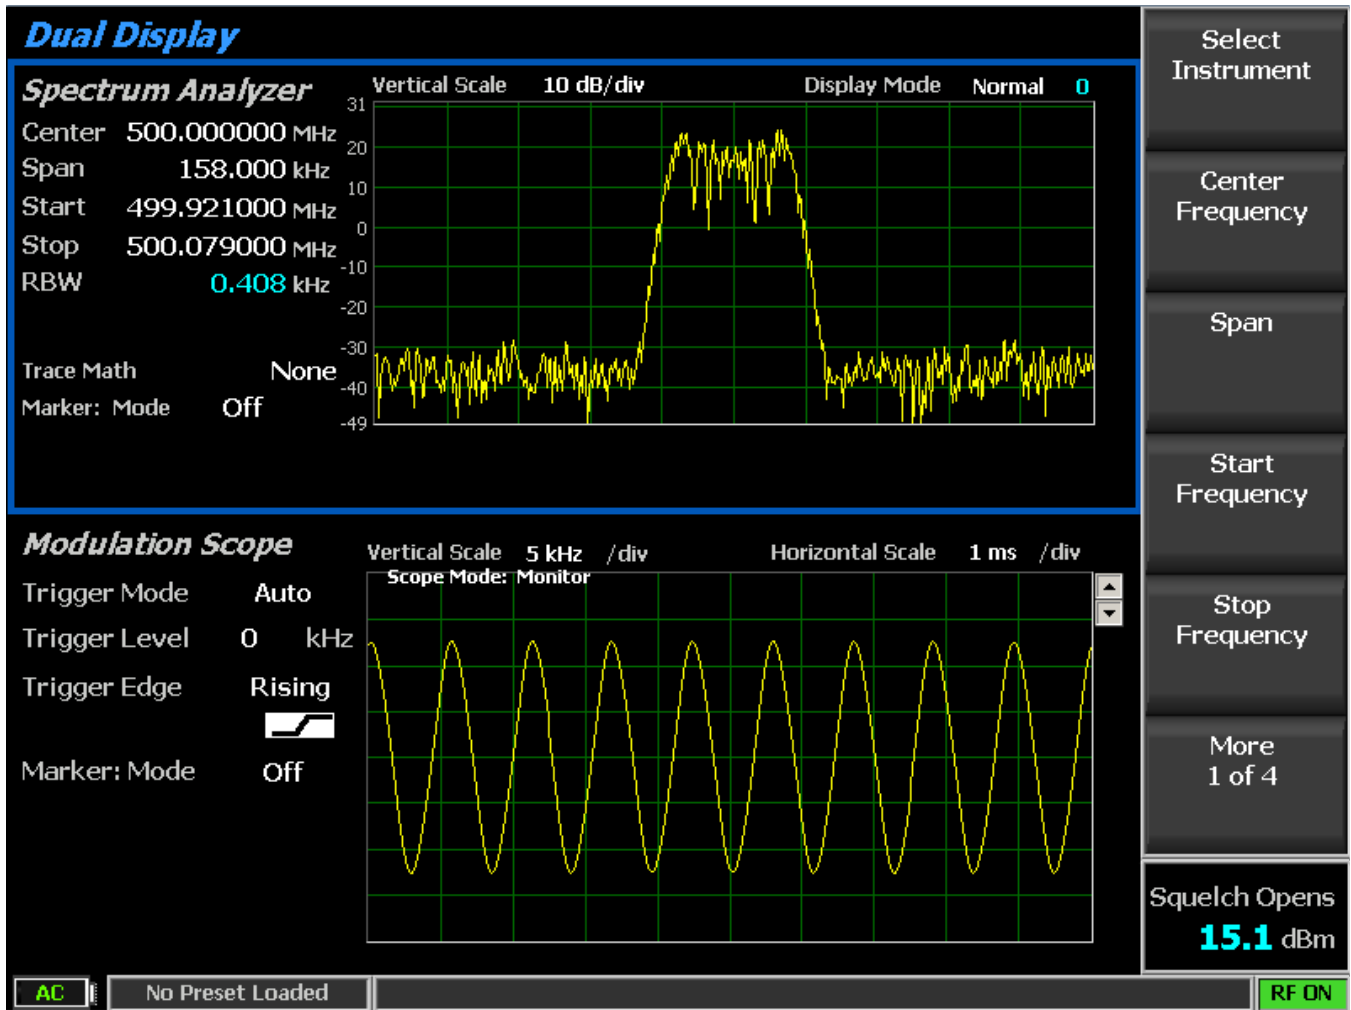 Dual Display
Spectrum Analyzer
Vertical Scale 10 dB/div Display Mode Normal 0
Center 500.000000 MHz
Span 158.000 kHz
Start 499.921000 MHz
Stop 500.079000 MHz
RBW 0.408 kHz
Trace Math None
Marker: Mode Off
31
20
10
0
-10
-20
-30
-40
-49
Modulation Scope
Vertical Scale 5 kHz /div Horizontal Scale 1 ms /div
Scope Mode: Monitor
Trigger Mode Auto
Trigger Level 0 kHz
Trigger Edge Rising
Marker: Mode Off
Select
Instrument
Center
Frequency
Span
Start
Frequency
Stop
Frequency
More
1 of 4
Squelch Opens
15.1 dBm
AC No Preset Loaded RF ON